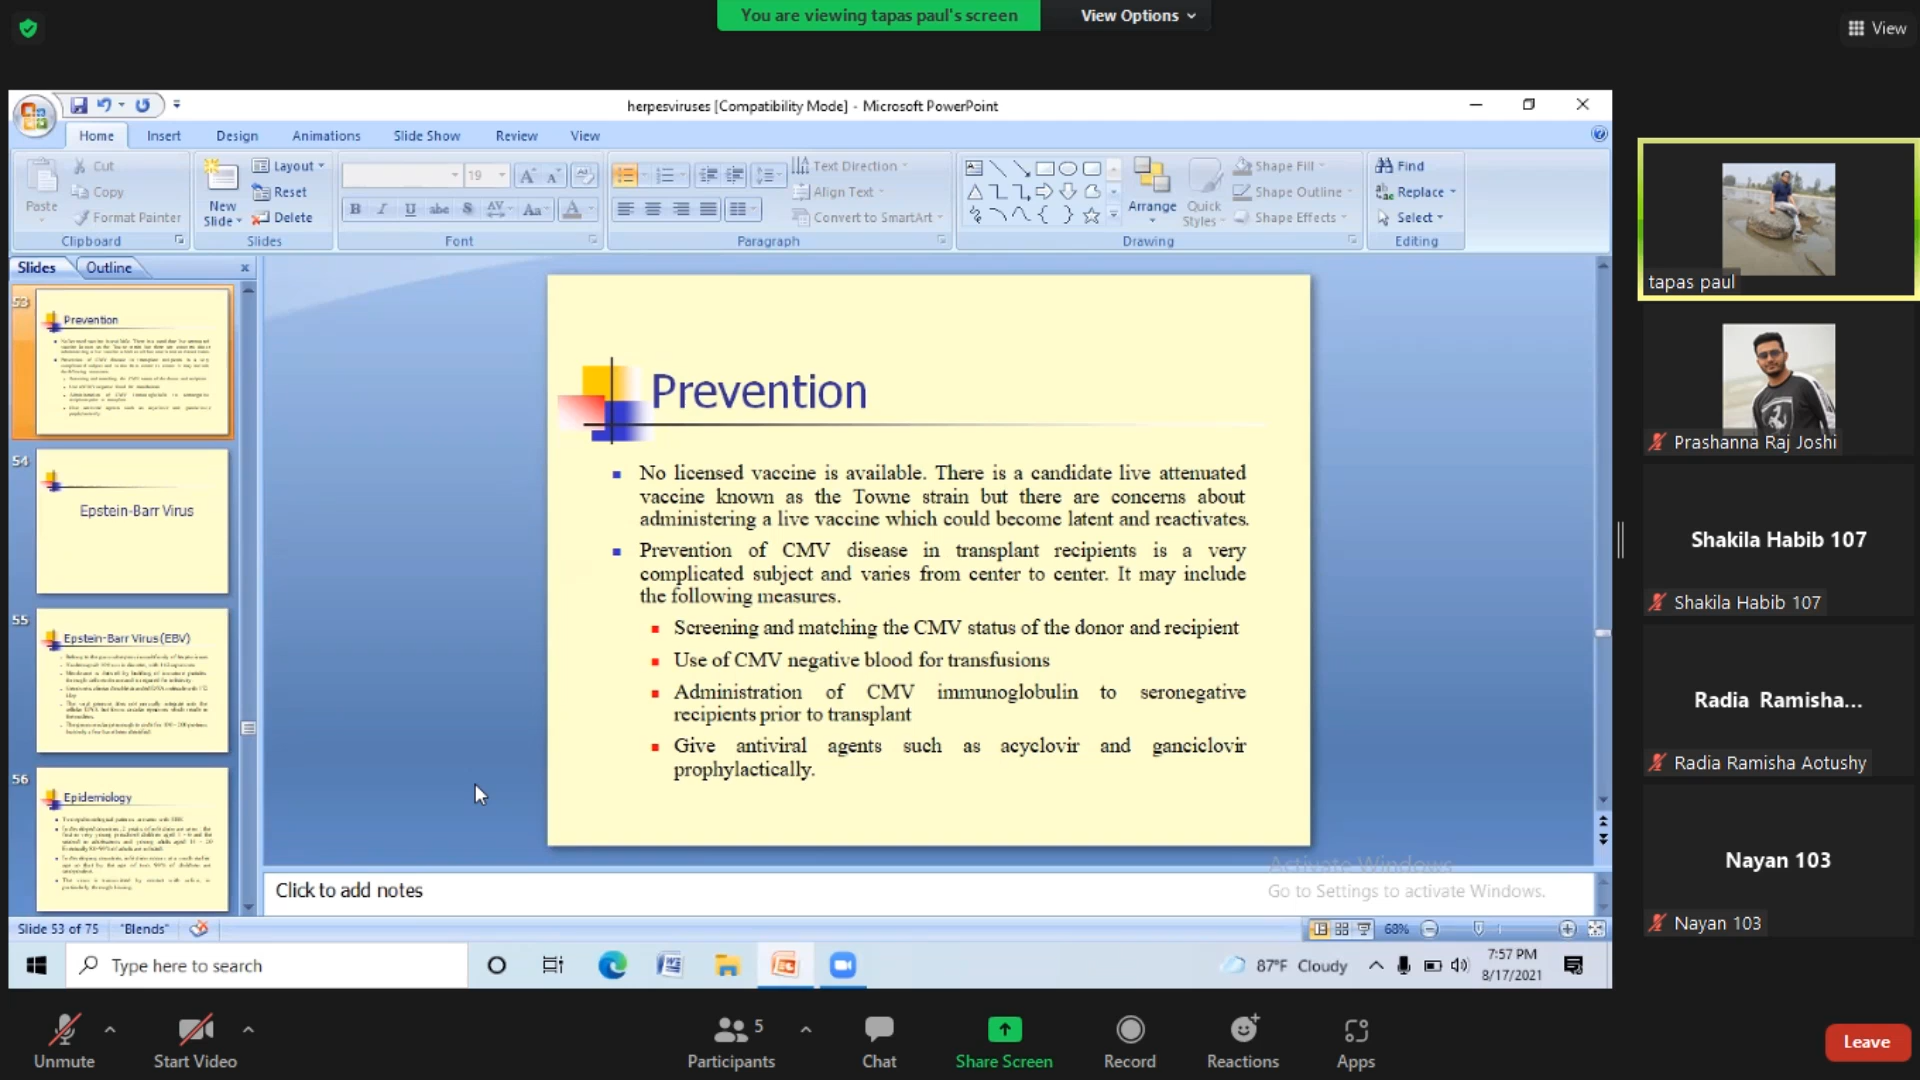 You are viewing tapas paul's screen
View Options
View
herpesviruses [Compatibility Mode] - Microsoft PowerPoint
Home Insert Design Animations Slide Show Review View
Paste
Cut
Copy
Format Painter
Clipboard
New Slide
Layout
Reset
Delete
Slides
19
Font
Text Direction
Align Text
Convert to SmartArt
Paragraph
Arrange
Quick Styles
Shape Fill
Shape Outline
Shape Effects
Drawing
Find
Replace
Select
Editing
Slides Outline
53
Prevention
54
Epstein-Barr Virus
55
Epstein-Barr Virus (EBV)
56
Epidemiology
Prevention
No licensed vaccine is available. There is a candidate live attenuated
vaccine known as the Towne strain but there are concerns about
administering a live vaccine which could become latent and reactivates.
Prevention of CMV disease in transplant recipients is a very
complicated subject and varies from center to center. It may include
the following measures.
Screening and matching the CMV status of the donor and recipient
Use of CMV negative blood for transfusions
Administration of CMV immunoglobulin to seronegative
recipients prior to transplant
Give antiviral agents such as acyclovir and ganciclovir
prophylactically.
Activate Windows
Go to Settings to activate Windows.
Click to add notes
Slide 53 of 75
"Blends"
68%
Type here to search
87°F Cloudy
7:57 PM
8/17/2021
tapas paul
Prashanna Raj Joshi
Shakila Habib 107
Shakila Habib 107
Radia Ramisha...
Radia Ramisha Aotushy
Nayan 103
Nayan 103
Unmute
Start Video
5
Participants
Chat
Share Screen
Record
Reactions
Apps
Leave